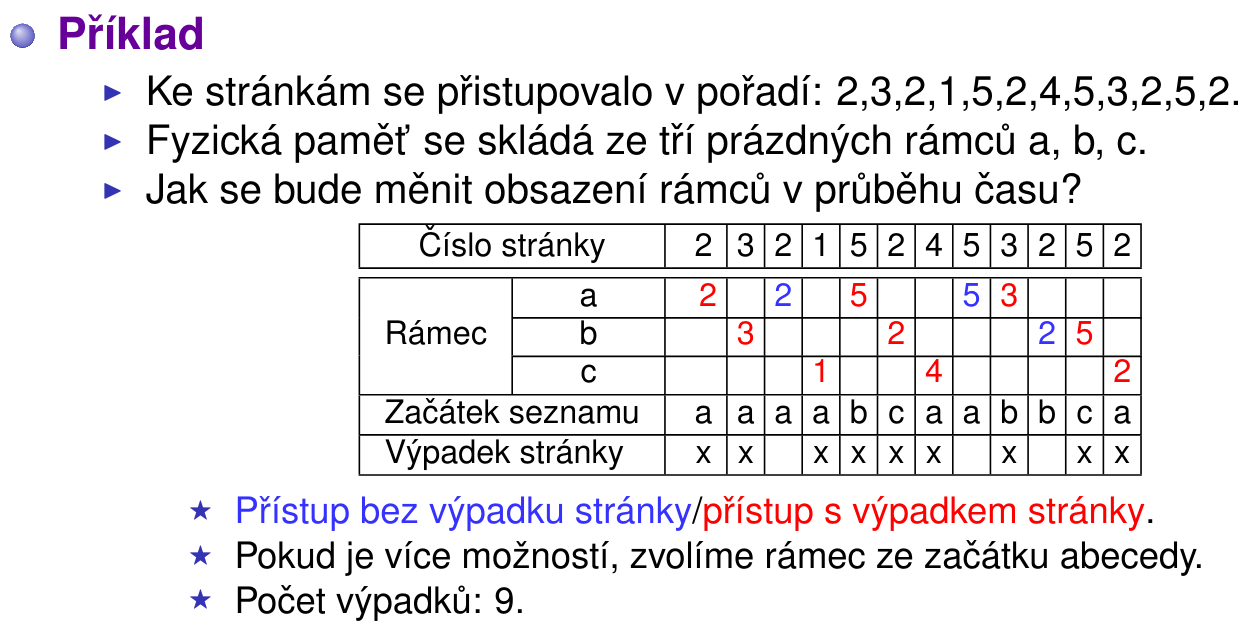 Příklad
Ke stránkám se přistupovalo v pořadí: 2,3,2,1,5,2,4,5,3,2,5,2.
Fyzická paměť se skládá ze tří prázdných rámců a, b, c.
Jak se bude měnit obsazení rámců v průběhu času?
Číslo stránky 2 3 2 1 5 2 4 5 3 2 5 2
a 2 2 5 5 3
Rámec b 3 2 2 5
c 1 4 2
Začátek seznamu a a a a b c a a b b c a
Výpadek stránky x x x x x x x x x
Přístup bez výpadku stránky/přístup s výpadkem stránky.
Pokud je více možností, zvolíme rámec ze začátku abecedy.
Počet výpadků: 9.